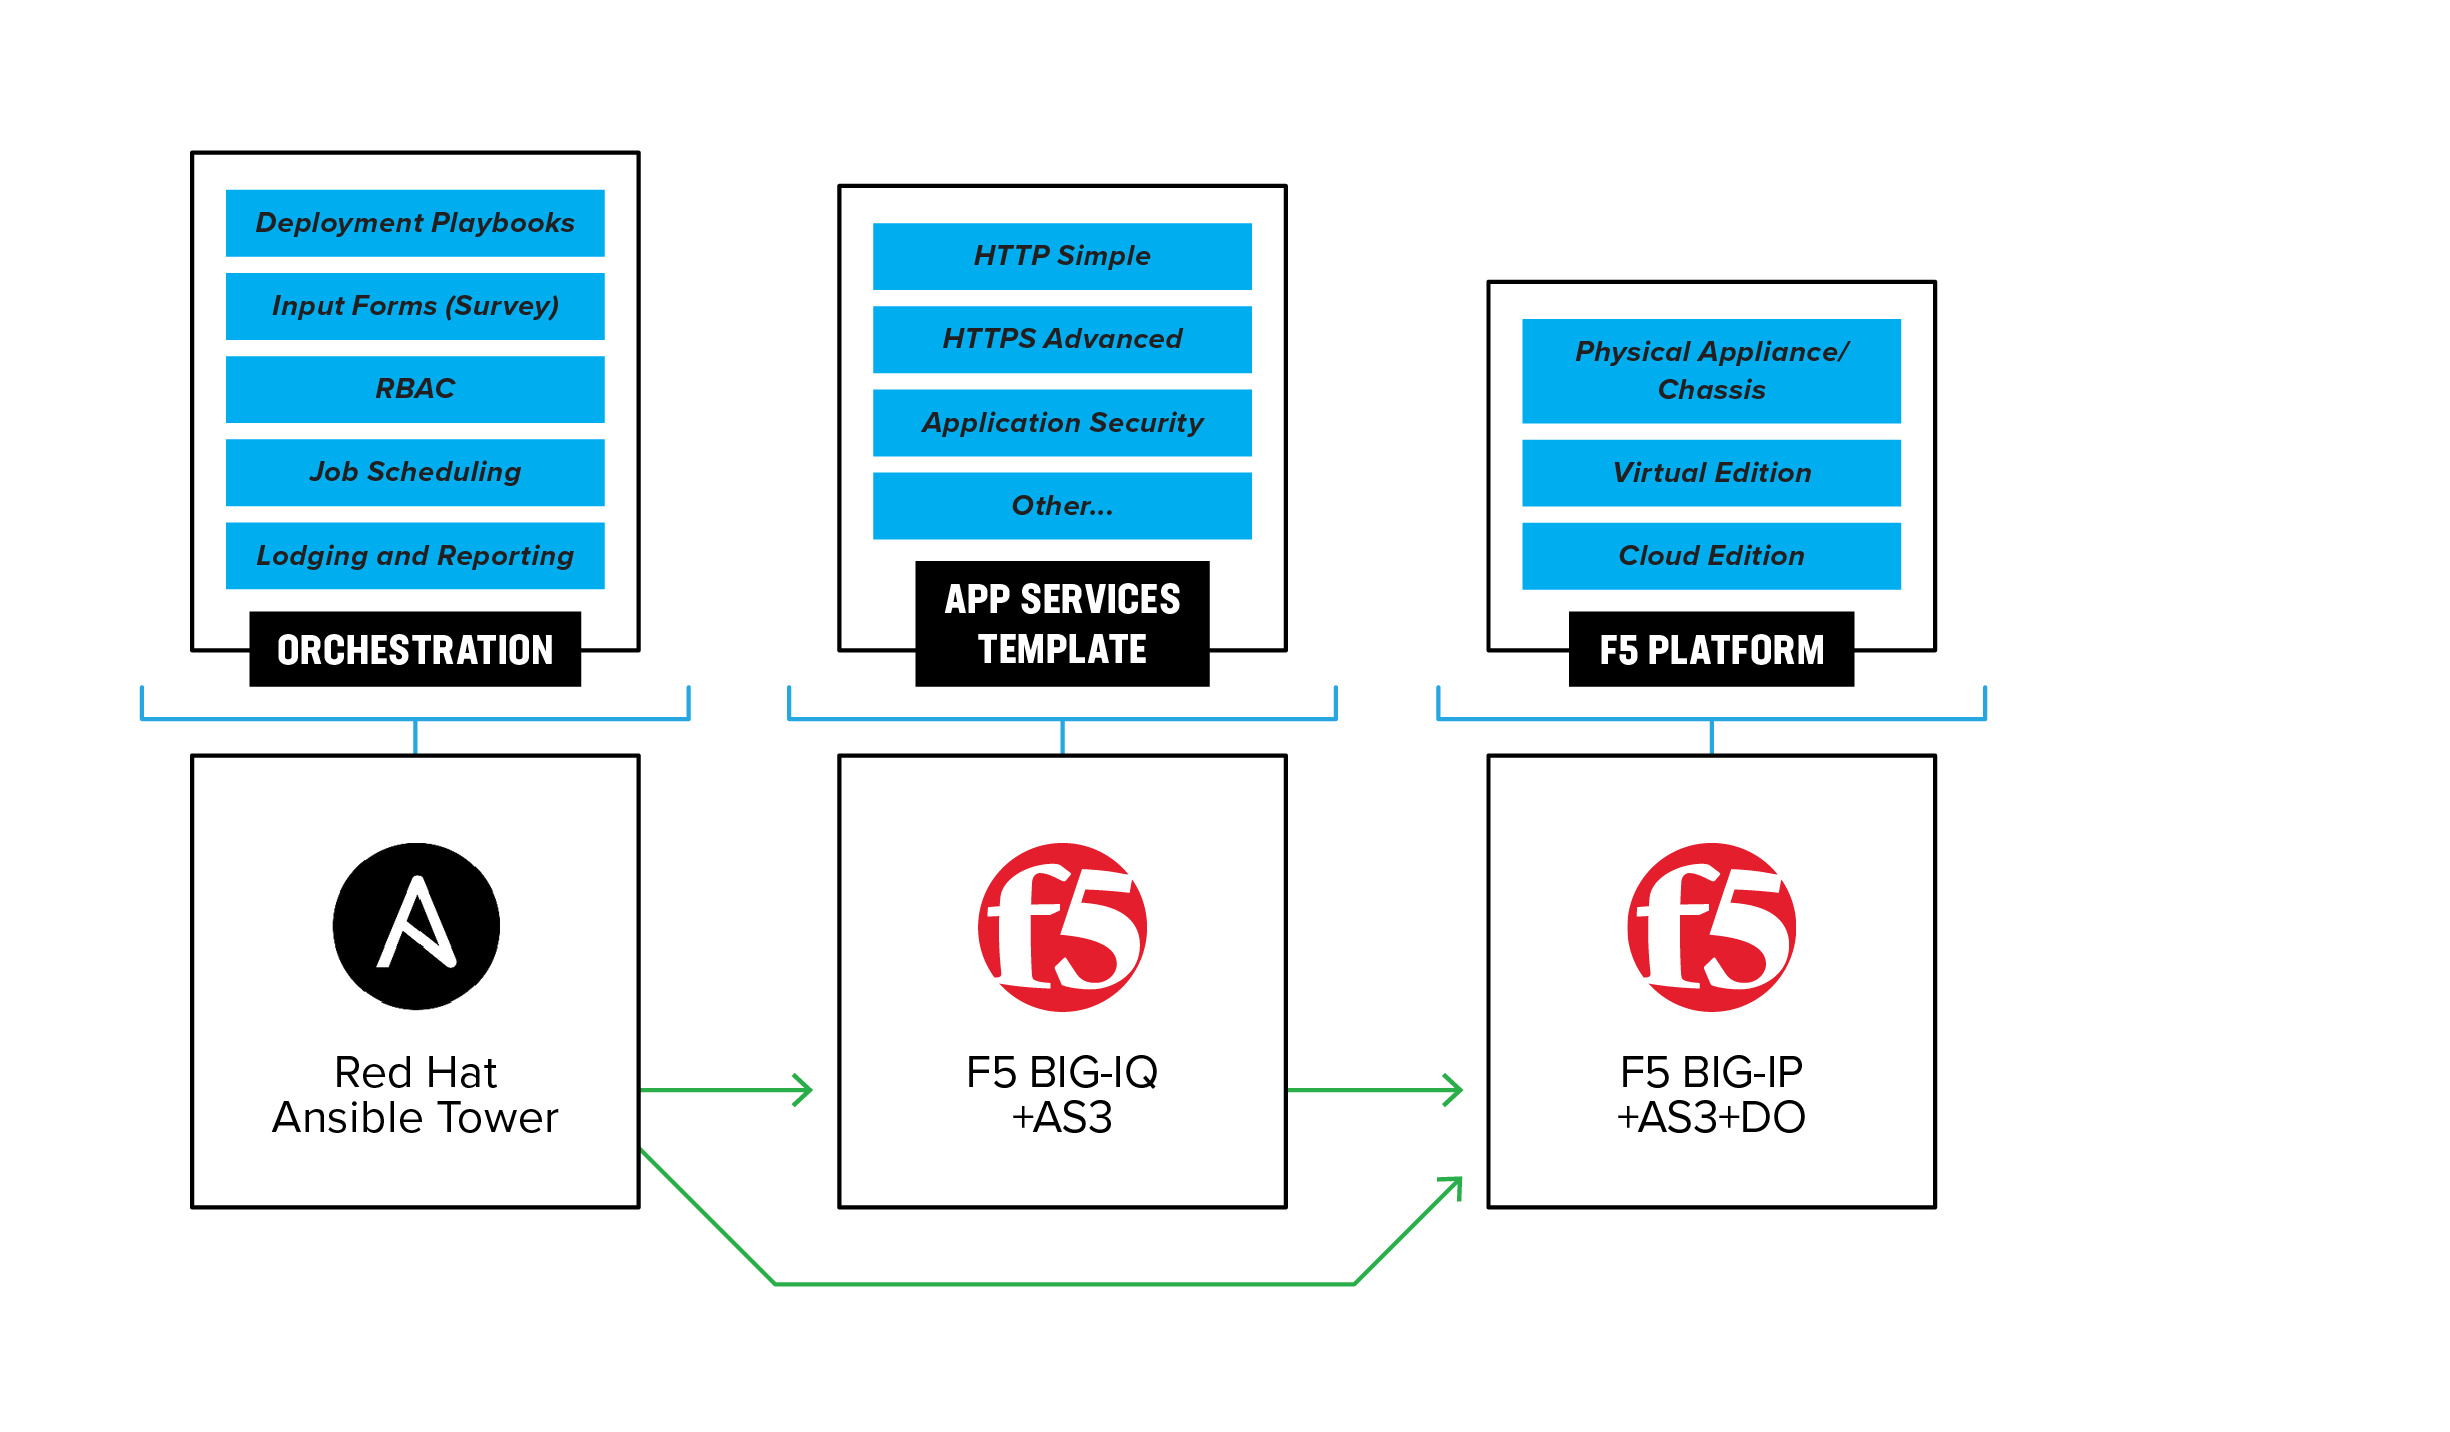 Deployment Playbooks
Input Forms (Survey)
RBAC
Job Scheduling
Lodging and Reporting
ORCHESTRATION
HTTP Simple
HTTPS Advanced
Application Security
Other...
APP SERVICES
TEMPLATE
Physical Appliance/
Chassis
Virtual Edition
Cloud Edition
F5 PLATFORM
Red Hat
Ansible Tower
f5
F5 BIG-IQ
+AS3
f5
F5 BIG-IP
+AS3+DO